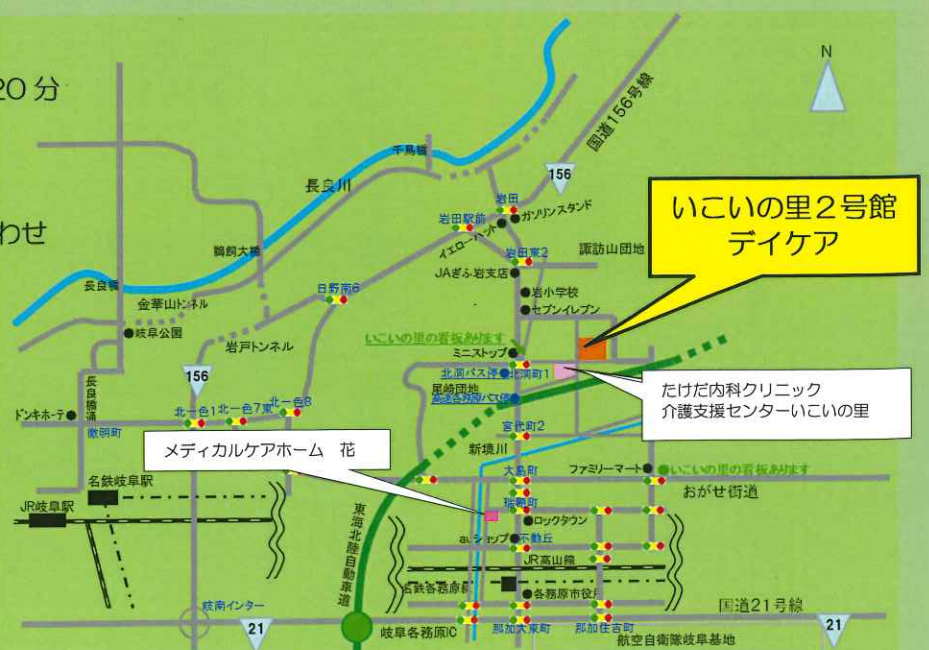 20分
わせ
N
国道156号線
156
千鳥橋
長良川
岩田
ガソリンスタンド
岩田駅前
イエローハット
いこいの里2号館
デイケア
鵜飼大橋
岩田東2
諏訪山団地
JAぎふ岩支店
長良橋
日野南6
岩小学校
金華山トンネル
セブンイレブン
岐阜公園
いこいの里の看板あります
岩戸トンネル
ミニストップ
156
北洞バス停
北洞町1
長良橋通
尾崎団地
たけだ内科クリニック
介護支援センターいこいの里
高速各務原バス停
ドンキホーテ
北一色1
北一色7東
北一色8
徹明町
宮代町2
メディカルケアホーム 花
新境川
大島町
ファミリーマート
いこいの里の看板あります
名鉄岐阜駅
おがせ街道
JR岐阜駅
東海北陸自動車道
ロックタウン
auショップ
不動丘
JR高山線
名鉄各務原線
各務原市役所
岐南インター
国道21号線
21
岐阜各務原IC
那加大東町
那加住吉町
21
航空自衛隊岐阜基地